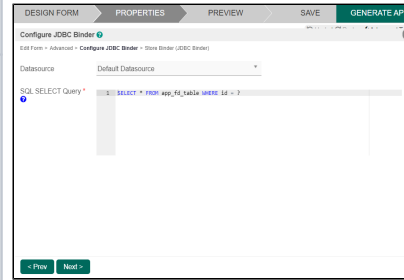 DESIGN FORM PROPERTIES PREVIEW SAVE GENERATE AP
Configure JDBC Binder
Edit Form > Advanced > Configure JDBC Binder > Store Binder (JDBC Binder)
Datasource Default Datasource
SQL SELECT Query *
1 SELECT * FROM app_fd_table WHERE id = ?
< Prev Next >